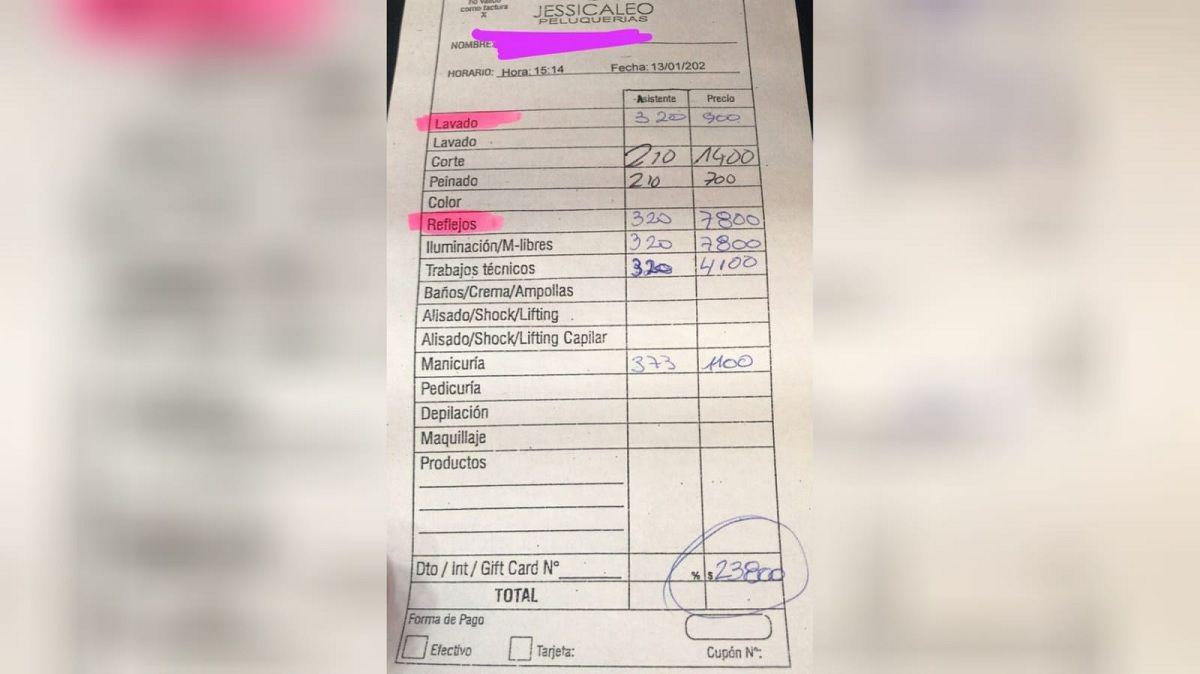 no válido
como factura
X
JESSICALEO
PELUQUERIAS
NOMBRE:
HORARIO: Hora: 15:14 Fecha: 13/01/202
Asistente Precio
Lavado 320 900
Lavado
Corte 210 1400
Peinado 210 700
Color
Reflejos 320 7800
Iluminación/M-libres 320 7800
Trabajos técnicos 320 4100
Baños/Crema/Ampollas
Alisado/Shock/Lifting
Alisado/Shock/Lifting Capilar
Manicuría 373 1100
Pedicuría
Depilación
Maquillaje
Productos
Dto / Int / Gift Card N° % $23800
TOTAL
Forma de Pago
Efectivo Tarjeta: Cupón N°: